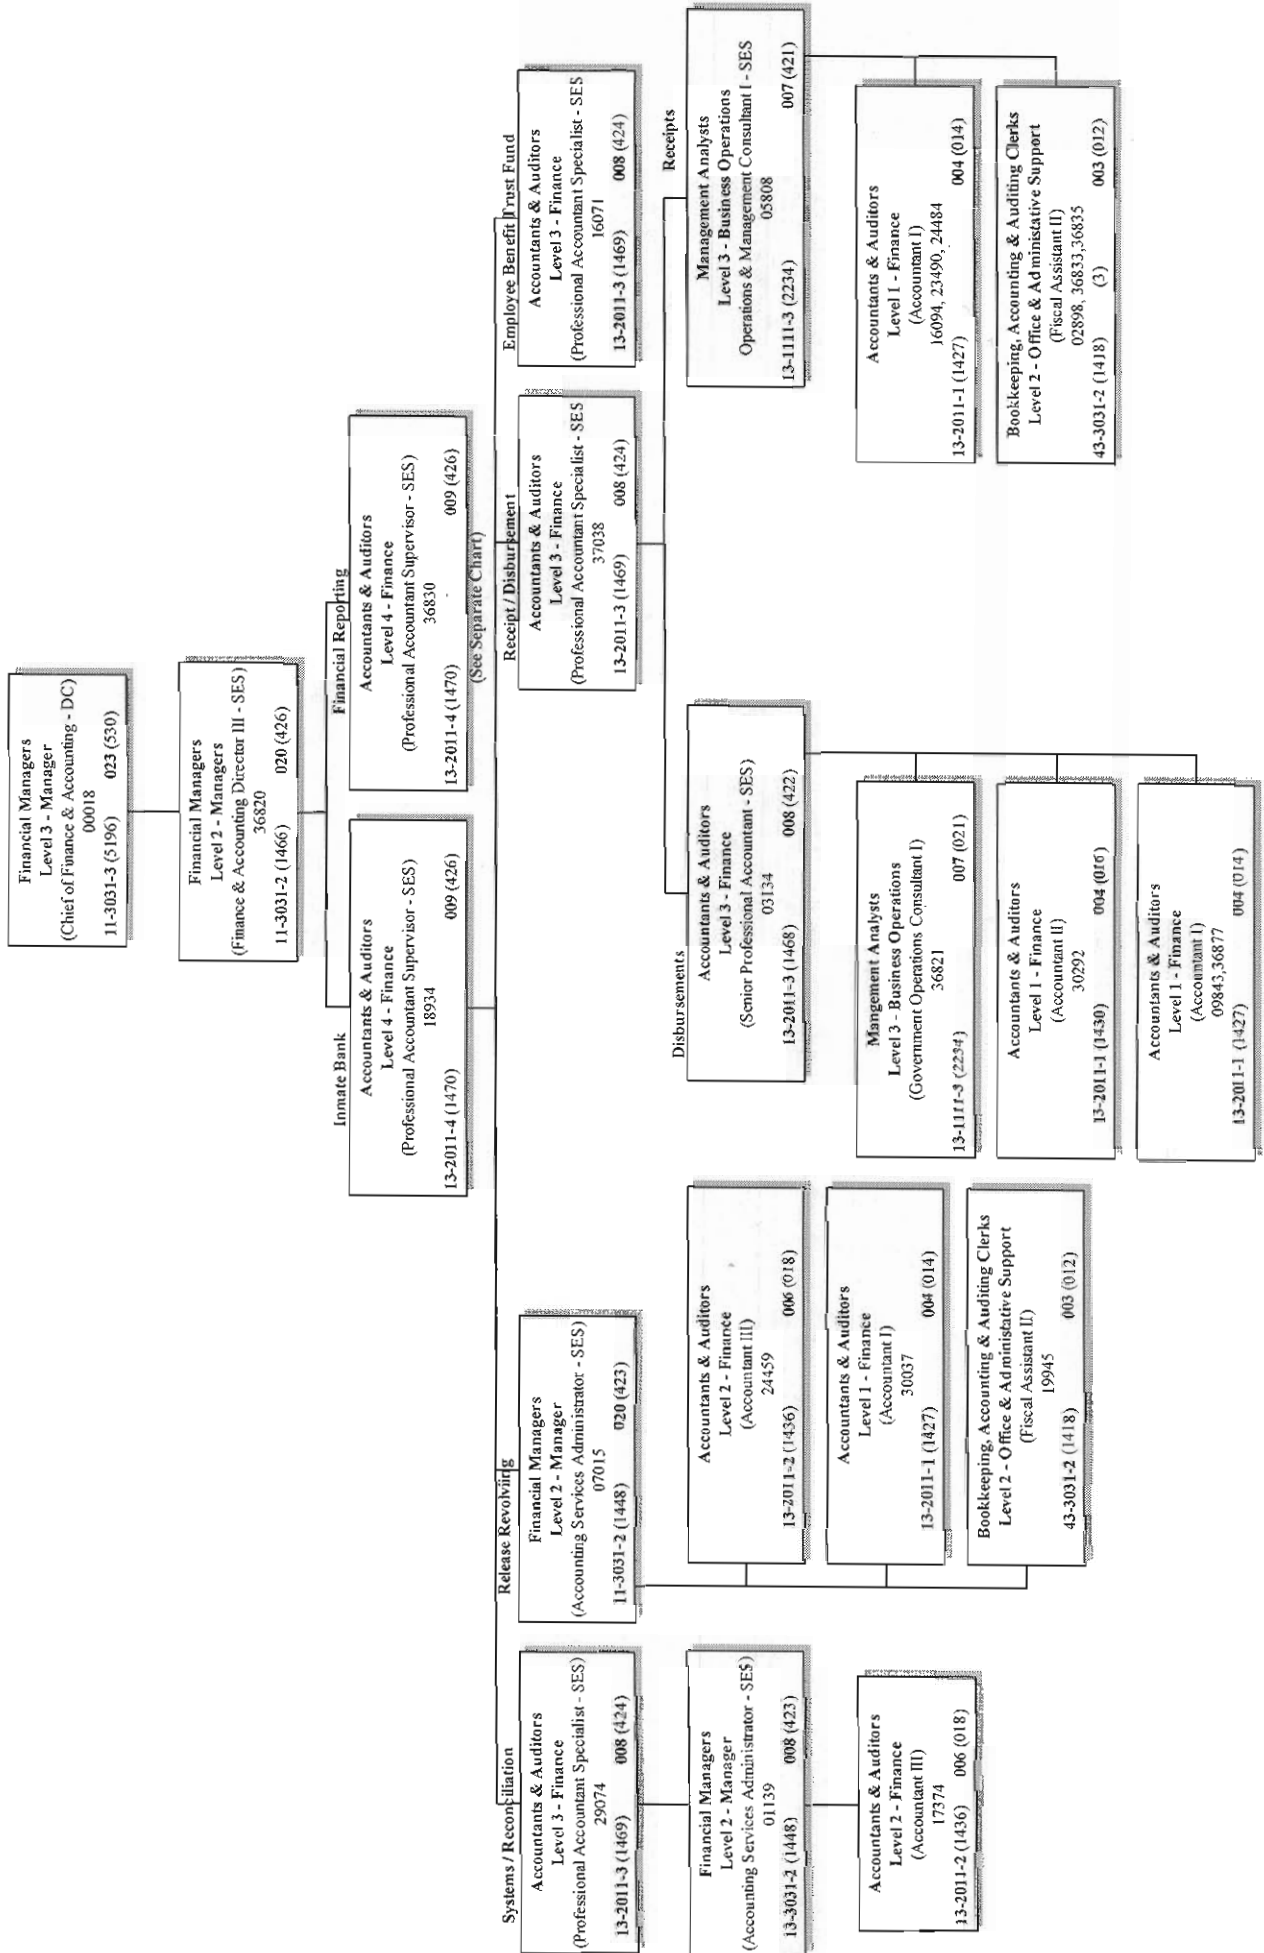 Financial Managers
Level 3 - Manager
(Chief of Finance & Accounting - DC)
00018
11-3031-3 (5196) 023 (530)
Financial Managers
Level 2 - Managers
(Finance & Accounting Director III - SES)
36820
11-3031-2 (1466) 020 (426)
Inmate Bank
Accountants & Auditors
Level 4 - Finance
(Professional Accountant Supervisor - SES)
18934
13-2011-4 (1470) 009 (426)
Financial Reporting
Accountants & Auditors
Level 4 - Finance
(Professional Accountant Supervisor - SES)
36830
13-2011-4 (1470) 009 (426)
(See Separate Chart)
Systems / Reconciliation
Accountants & Auditors
Level 3 - Finance
(Professional Accountant Specialist - SES)
29074
13-2011-3 (1469) 008 (424)
Financial Managers
Level 2 - Manager
(Accounting Services Administrator - SES)
01139
13-3031-2 (1448) 008 (423)
Accountants & Auditors
Level 2 - Finance
(Accountant III)
17374
13-2011-2 (1436) 006 (018)
Release Revolviing
Financial Managers
Level 2 - Manager
(Accounting Services Administrator - SES)
07015
11-3031-2 (1448) 020 (423)
Accountants & Auditors
Level 2 - Finance
(Accountant III)
24459
13-2011-2 (1436) 006 (018)
Accountants & Auditors
Level 1 - Finance
(Accountant I)
30037
13-2011-1 (1427) 004 (014)
Bookkeeping, Accounting & Auditing Clerks
Level 2 - Office & Administative Support
(Fiscal Assistant II)
19945
43-3031-2 (1418) 003 (012)
Receipt / Disbursement
Accountants & Auditors
Level 3 - Finance
(Professional Accountant Specialist - SES
37038
13-2011-3 (1469) 008 (424)
Disbursements
Accountants & Auditors
Level 3 - Finance
(Senior Professional Accountant - SES)
03134
13-2011-3 (1468) 008 (422)
Mangement Analysts
Level 3 - Business Operations
(Government Operations Consultant I)
36821
13-1111-3 (2234) 007 (021)
Accountants & Auditors
Level 1 - Finance
(Accountant II)
30292
13-2011-1 (1430) 004 (016)
Accountants & Auditors
Level 1 - Finance
(Accountant I)
09843,36877
13-2011-1 (1427) 004 (014)
Employee Benefit Trust Fund
Accountants & Auditors
Level 3 - Finance
(Professional Accountant Specialist - SES
16071
13-2011-3 (1469) 008 (424)
Receipts
Management Analysts
Level 3 - Business Operations
Operations & Management Consultant I - SES
05808
13-1111-3 (2234) 007 (421)
Accountants & Auditors
Level 1 - Finance
(Accountant I)
16094, 23490, 24484
13-2011-1 (1427) 004 (014)
Bookkeeping, Accounting & Auditing Clerks
Level 2 - Office & Administative Support
(Fiscal Assistant II)
02898, 36833,36835
43-3031-2 (1418) (3) 003 (012)